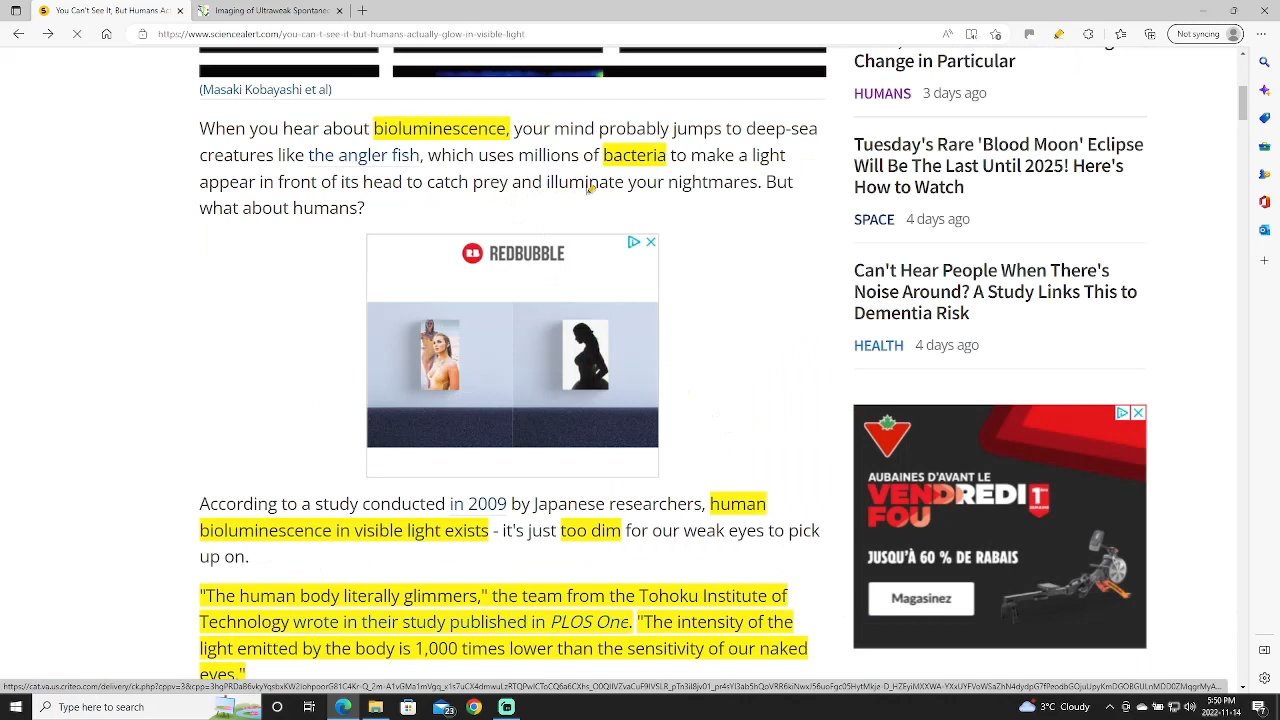 You Can't See It, But Humans Ac
Imaging of Ultraweak Spontaneou
https://www.sciencealert.com/you-can-t-see-it-but-humans-actually-glow-in-visible-light
Not syncing
(Masaki Kobayashi et al)
When you hear about bioluminescence, your mind probably jumps to deep-sea
creatures like the angler fish, which uses millions of bacteria to make a light
appear in front of its head to catch prey and illuminate your nightmares. But
what about humans?
REDBUBBLE
According to a study conducted in 2009 by Japanese researchers, human
bioluminescence in visible light exists - it's just too dim for our weak eyes to pick
up on.
"The human body literally glimmers," the team from the Tohoku Institute of
Technology wrote in their study published in PLOS One. "The intensity of the
light emitted by the body is 1,000 times lower than the sensitivity of our naked
eyes."
Change in Particular
HUMANS 3 days ago
Tuesday's Rare 'Blood Moon' Eclipse
Will Be The Last Until 2025! Here's
How to Watch
SPACE 4 days ago
Can't Hear People When There's
Noise Around? A Study Links This to
Dementia Risk
HEALTH 4 days ago
AUBAINES D'AVANT LE
VENDREDI
FOU
JUSQU'À 60 % DE RABAIS
Magasinez
Type here to search
3°C Cloudy
5:50 PM
2022-11-14